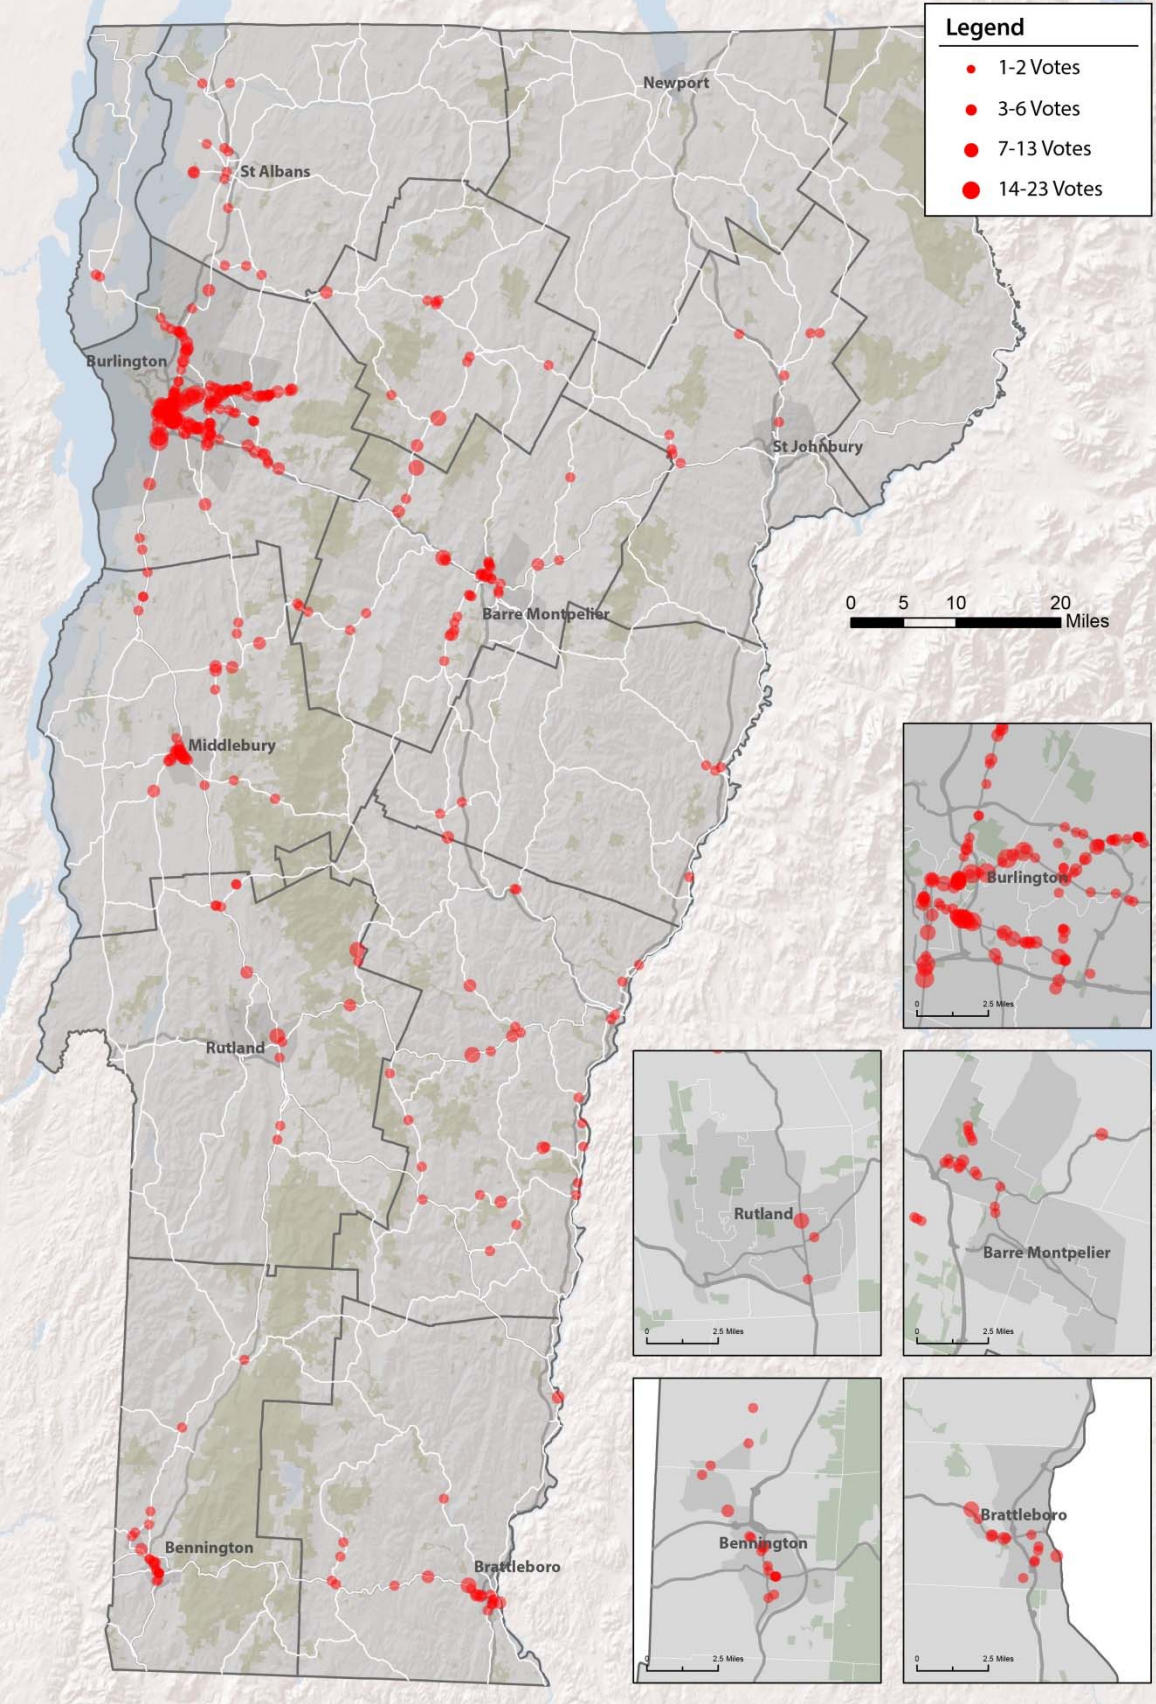 Legend
1-2 Votes
3-6 Votes
7-13 Votes
14-23 Votes
Newport
St Albans
Burlington
St Johnbury
Barre Montpelier
0 5 10 20
Miles
Middlebury
Rutland
Bennington
Brattleboro
Burlington
0 2.5 Miles
Rutland
0 2.5 Miles
Barre Montpelier
0 2.5 Miles
Bennington
0 2.5 Miles
Brattleboro
0 2.5 Miles